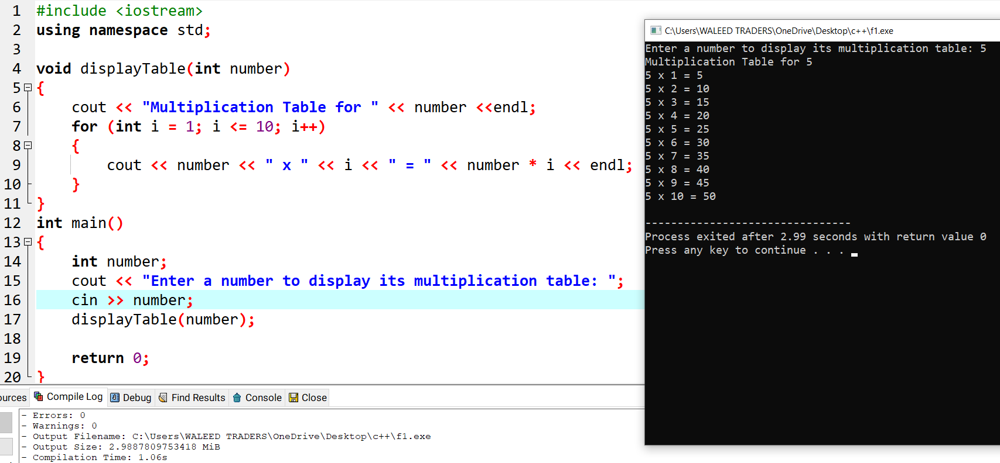 1 #include <iostream>
2 using namespace std;
3
4 void displayTable(int number)
5 {
6 cout << "Multiplication Table for " << number <<endl;
7 for (int i = 1; i <= 10; i++)
8 {
9 cout << number << " x " << i << " = " << number * i << endl;
10 }
11 }
12 int main()
13 {
14 int number;
15 cout << "Enter a number to display its multiplication table: ";
16 cin >> number;
17 displayTable(number);
18
19 return 0;
20 }
C:\Users\WALEED TRADERS\OneDrive\Desktop\c++\f1.exe
Enter a number to display its multiplication table: 5
Multiplication Table for 5
5 x 1 = 5
5 x 2 = 10
5 x 3 = 15
5 x 4 = 20
5 x 5 = 25
5 x 6 = 30
5 x 7 = 35
5 x 8 = 40
5 x 9 = 45
5 x 10 = 50
--------------------------------
Process exited after 2.99 seconds with return value 0
Press any key to continue . . .
ources Compile Log Debug Find Results Console Close
- Errors: 0
- Warnings: 0
- Output Filename: C:\Users\WALEED TRADERS\OneDrive\Desktop\c++\f1.exe
- Output Size: 2.9887809753418 MiB
- Compilation Time: 1.06s